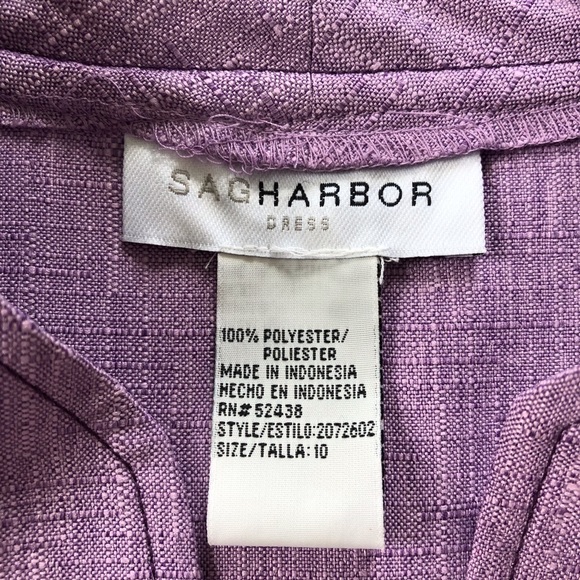 SAGHARBOR
DRESS
100% POLYESTER/
POLIESTER
MADE IN INDONESIA
HECHO EN INDONESIA
RN# 52438
STYLE/ESTILO:2072602
SIZE/TALLA:10